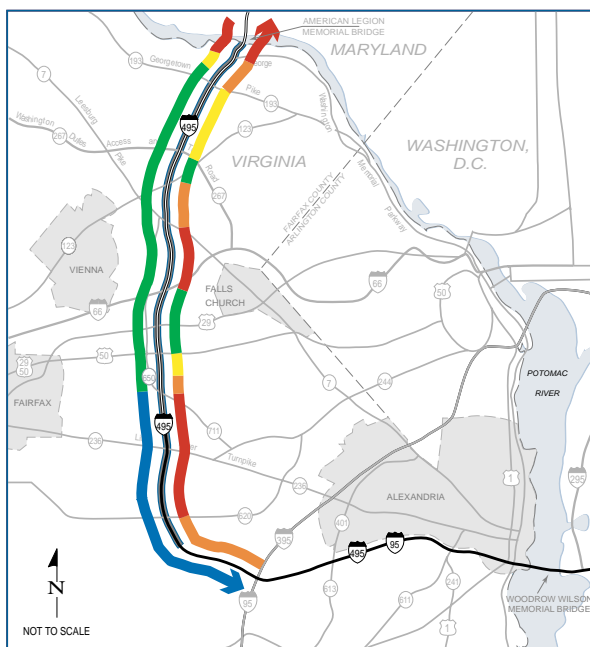 AMERICAN LEGION
MEMORIAL BRIDGE
MARYLAND
193
Georgetown
George
7
Leesburg
Pike
Washington
193
Washington
495
123
Washington
Dulles
Access
and
267
Pike
Road
VIRGINIA
WASHINGTON,
D.C.
Memorial
267
Parkway
FAIRFAX COUNTY
ARLINGTON COUNTY
123
VIENNA
66
FALLS
CHURCH
50
66
29
29
50
50
POTOMAC
RIVER
650
7
244
FAIRFAX
495
711
236
Turnpike
236
1
295
ALEXANDRIA
620
401
395
495
95
N
95
613
611
241
WOODROW WILSON
MEMORIAL BRIDGE
1
NOT TO SCALE